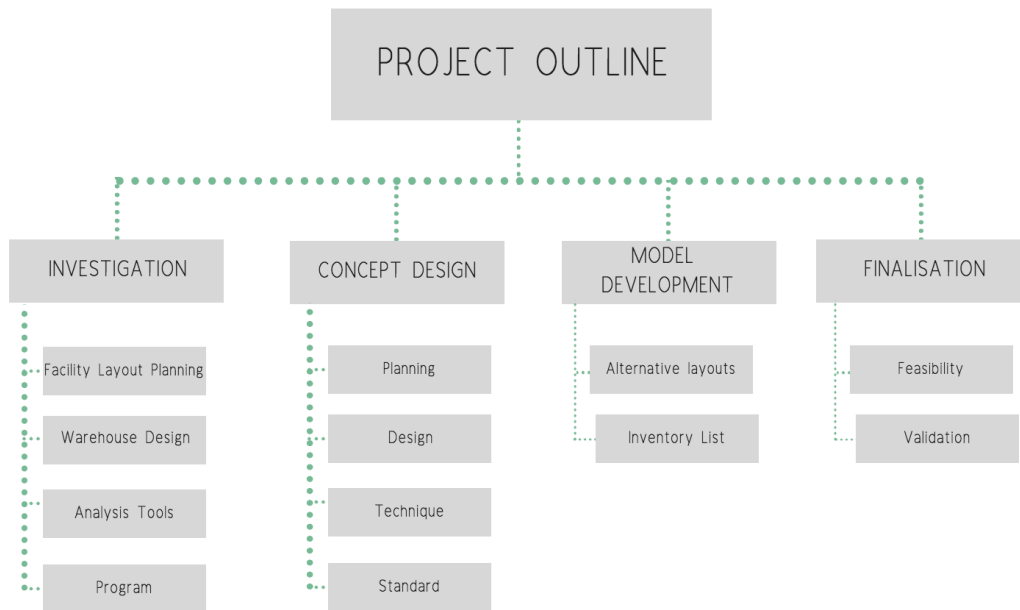 PROJECT OUTLINE
INVESTIGATION
Facility Layout Planning
Warehouse Design
Analysis Tools
Program
CONCEPT DESIGN
Planning
Design
Technique
Standard
MODEL
DEVELOPMENT
Alternative layouts
Inventory List
FINALISATION
Feasibility
Validation